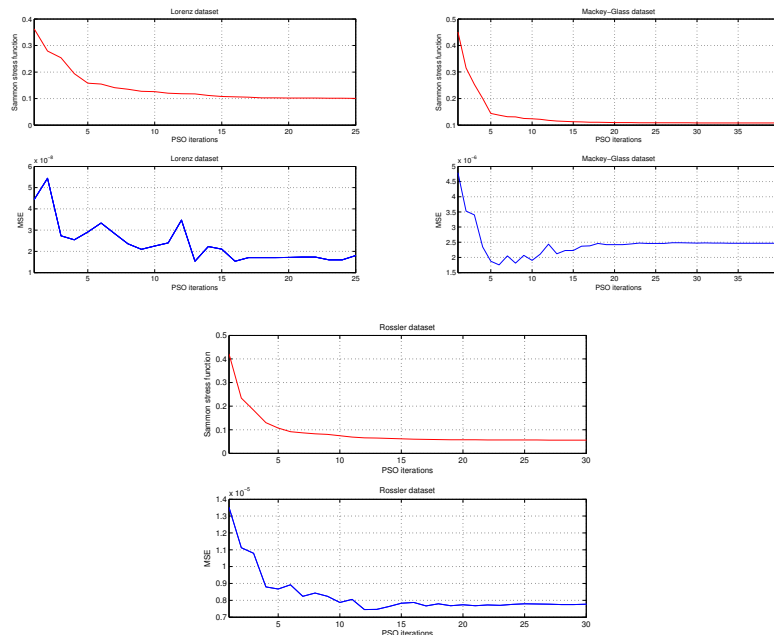 Lorenz dataset
0.4
0.3
0.2
0.1
0
Sammon stress function
5 10 15 20 25
PSO iterations
Mackey-Glass dataset
0.5
0.4
0.3
0.2
0.1
Sammon stress function
5 10 15 20 25 30 35
PSO iterations
Lorenz dataset
6
5
4
3
2
1
MSE
5 10 15 20 25
PSO iterations
Mackey-Glass dataset
5
4.5
4
3.5
3
2.5
2
1.5
MSE
5 10 15 20 25 30 35
PSO iterations
Rossler dataset
0.5
0.4
0.3
0.2
0.1
0
Sammon stress function
5 10 15 20 25 30
PSO iterations
x 10⁻⁵
Rossler dataset
1.4
1.3
1.2
1.1
1
0.9
0.8
0.7
MSE
5 10 15 20 25 30
PSO iterations